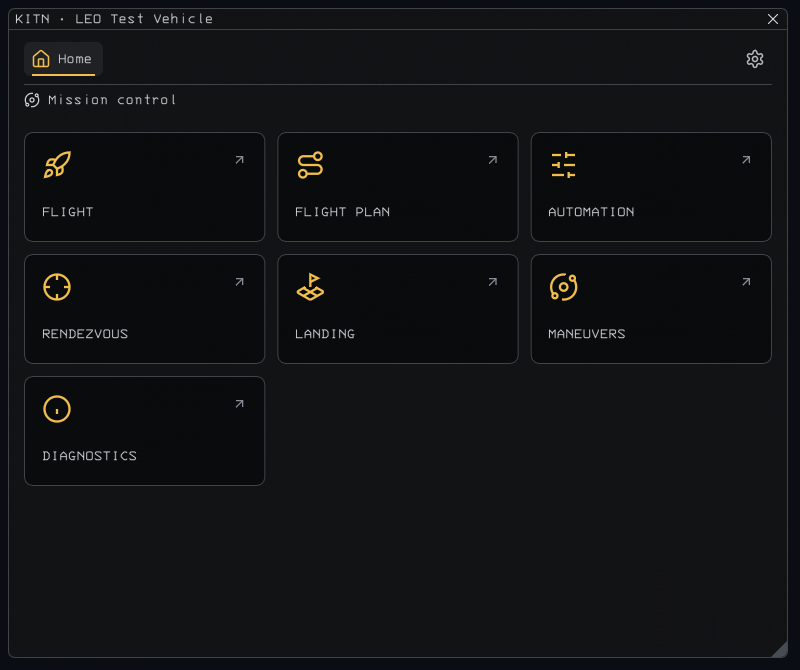 KITN · LEO Test Vehicle
Home
Mission control
FLIGHT
FLIGHT PLAN
AUTOMATION
RENDEZVOUS
LANDING
MANEUVERS
DIAGNOSTICS